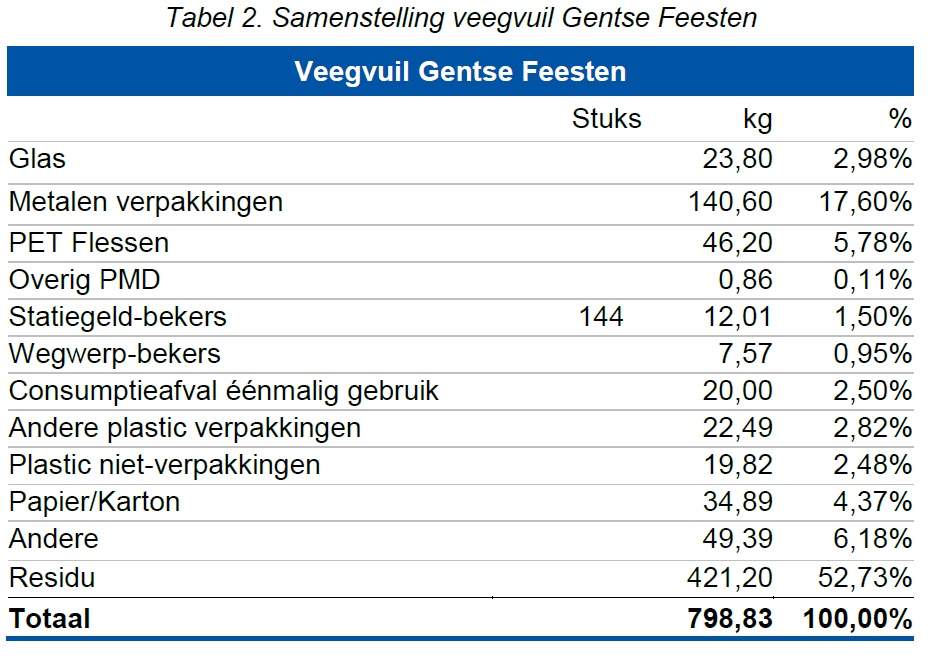 Tabel 2. Samenstelling veegvuil Gentse Feesten
Veegvuil Gentse Feesten
Stuks kg %
Glas 23,80 2,98%
Metalen verpakkingen 140,60 17,60%
PET Flessen 46,20 5,78%
Overig PMD 0,86 0,11%
Statiegeld-bekers 144 12,01 1,50%
Wegwerp-bekers 7,57 0,95%
Consumptieafval éénmalig gebruik 20,00 2,50%
Andere plastic verpakkingen 22,49 2,82%
Plastic niet-verpakkingen 19,82 2,48%
Papier/Karton 34,89 4,37%
Andere 49,39 6,18%
Residu 421,20 52,73%
Totaal 798,83 100,00%